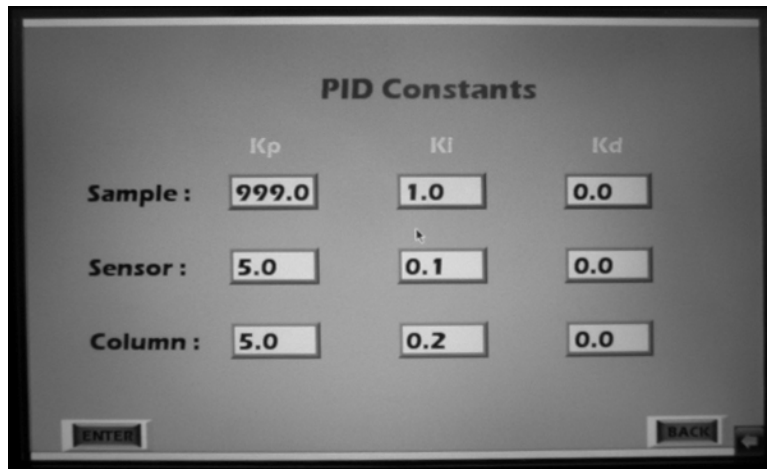 PID Constants
Kp Ki Kd
Sample : 999.0 1.0 0.0
Sensor : 5.0 0.1 0.0
Column : 5.0 0.2 0.0
ENTER BACK